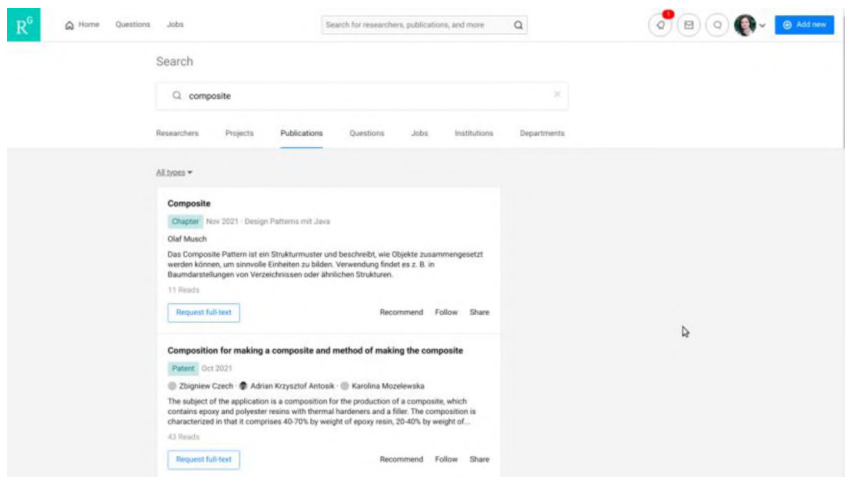 RG
Home Questions Jobs
Search for researchers, publications, and more
1
Add new
Search
composite
Researchers Projects Publications Questions Jobs Institutions Departments
All types
Composite
Chapter Nov 2021 · Design Patterns mit Java
Olaf Musch
Das Composite Pattern ist ein Strukturmuster und beschreibt, wie Objekte zusammengesetzt
werden können, um sinnvolle Einheiten zu bilden. Verwendung findet es z. B. in
Baumdarstellungen von Verzeichnissen oder ähnlichen Strukturen.
11 Reads
Request full-text Recommend Follow Share
Composition for making a composite and method of making the composite
Patent Oct 2021
Zbigniew Czech · Adrian Krzysztof Antosik · Karolina Mozelewska
The subject of the application is a composition for the production of a composite, which
contains epoxy and polyester resins with thermal hardeners and a filler. The composition is
characterized in that it comprises 40-70% by weight of epoxy resin, 20-40% by weight of...
43 Reads
Request full-text Recommend Follow Share